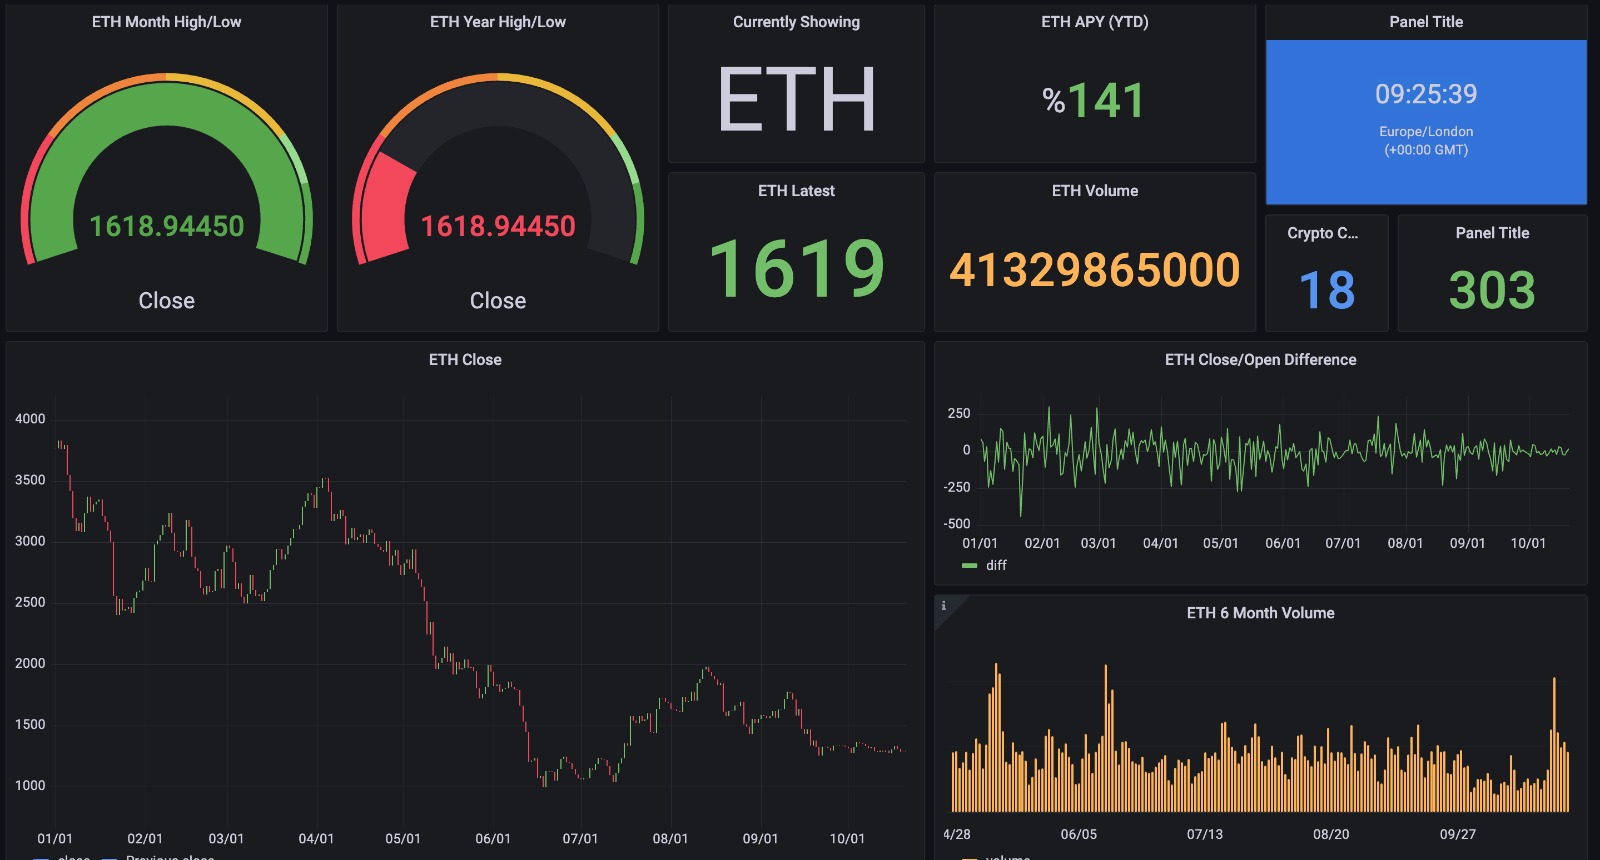 ETH Month High/Low
1618.94450
Close
ETH Year High/Low
1618.94450
Close
Currently Showing
ETH
ETH Latest
1619
ETH APY (YTD)
%141
ETH Volume
41329865000
Panel Title
09:25:39
Europe/London
(+00:00 GMT)
Crypto C...
18
Panel Title
303
ETH Close
4000
3500
3000
2500
2000
1500
1000
01/01 02/01 03/01 04/01 05/01 06/01 07/01 08/01 09/01 10/01
close Previous close
ETH Close/Open Difference
250
0
-250
-500
01/01 02/01 03/01 04/01 05/01 06/01 07/01 08/01 09/01 10/01
diff
i
ETH 6 Month Volume
4/28 06/05 07/13 08/20 09/27
volume